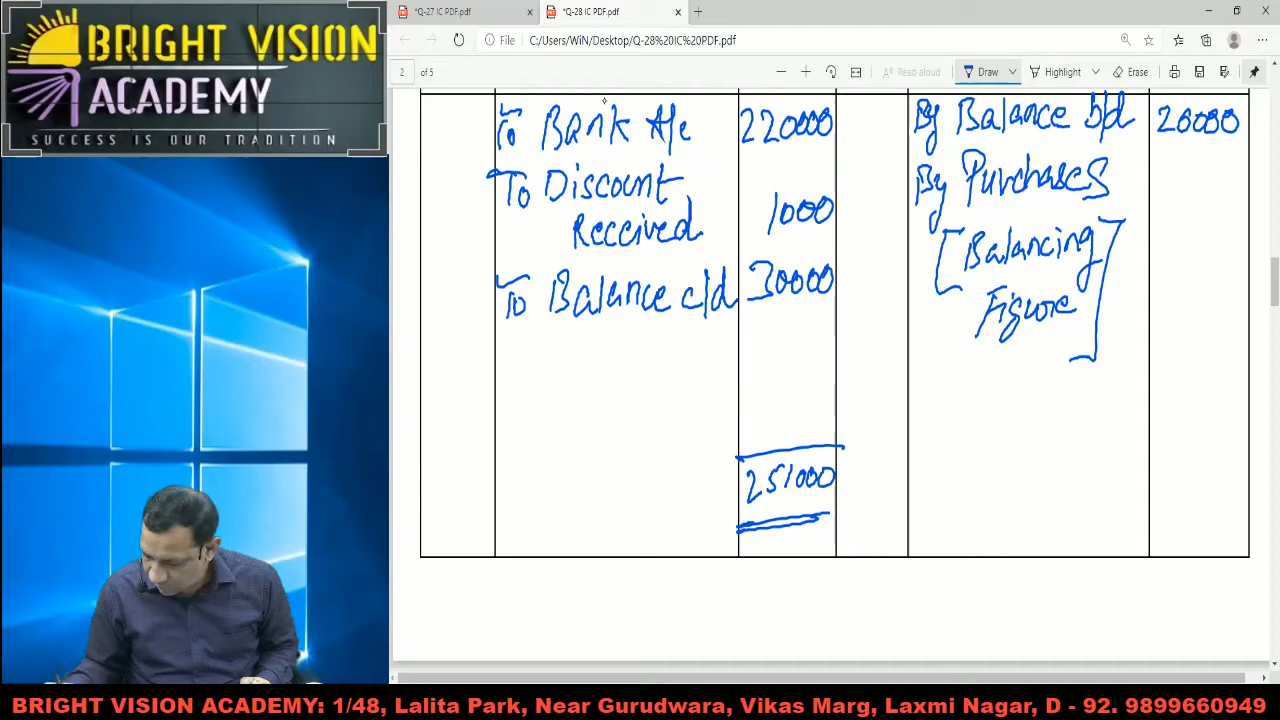 BRIGHT VISION
ACADEMY
SUCCESS IS OUR TRADITION
*Q-27 IC PDF.pdf
*Q-28 IC PDF.pdf
File C:/Users/WiN/Desktop/Q-28%20IC%20PDF.pdf
2 of 5
Read aloud
Draw
Highlight
Erase
To Bank A/c 220000
By Balance b/d 20000
To Discount
Received 1000
By Purchases
[Balancing
Figure]
To Balance c/d 30000
251000
BRIGHT VISION ACADEMY: 1/48, Lalita Park, Near Gurudwara, Vikas Marg, Laxmi Nagar, D - 92. 9899660949